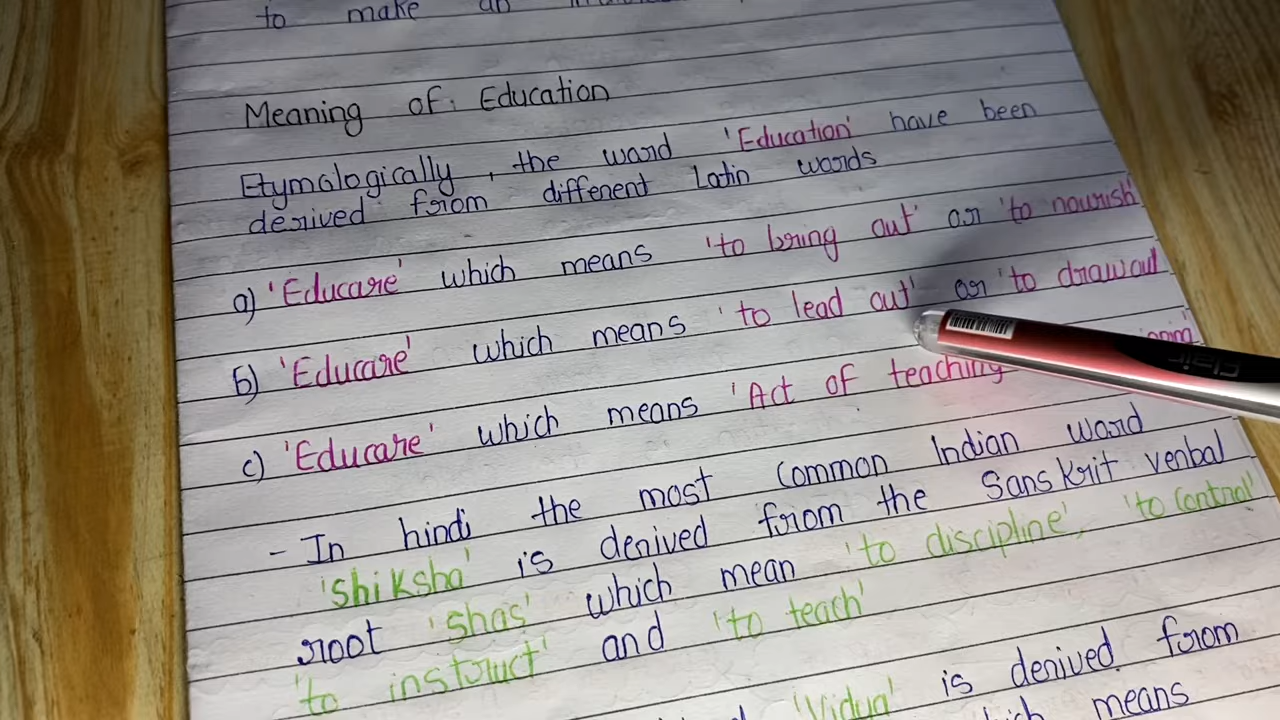 to make an
Meaning of Education
Etymologically, the word 'Education' have been
derived from different Latin words
a) 'Educare' which means 'to bring out' or 'to nourish'
b) 'Educare' which means 'to lead out' or 'to drawout
c) 'Educare' which means 'Act of teaching
- In hindi the most common Indian word
'Shiksha' is derived from the Sanskrit verbal
root 'shas' which mean 'to discipline', 'to control'
'to instruct' and 'to teach'
'Vidya' is derived from
which means